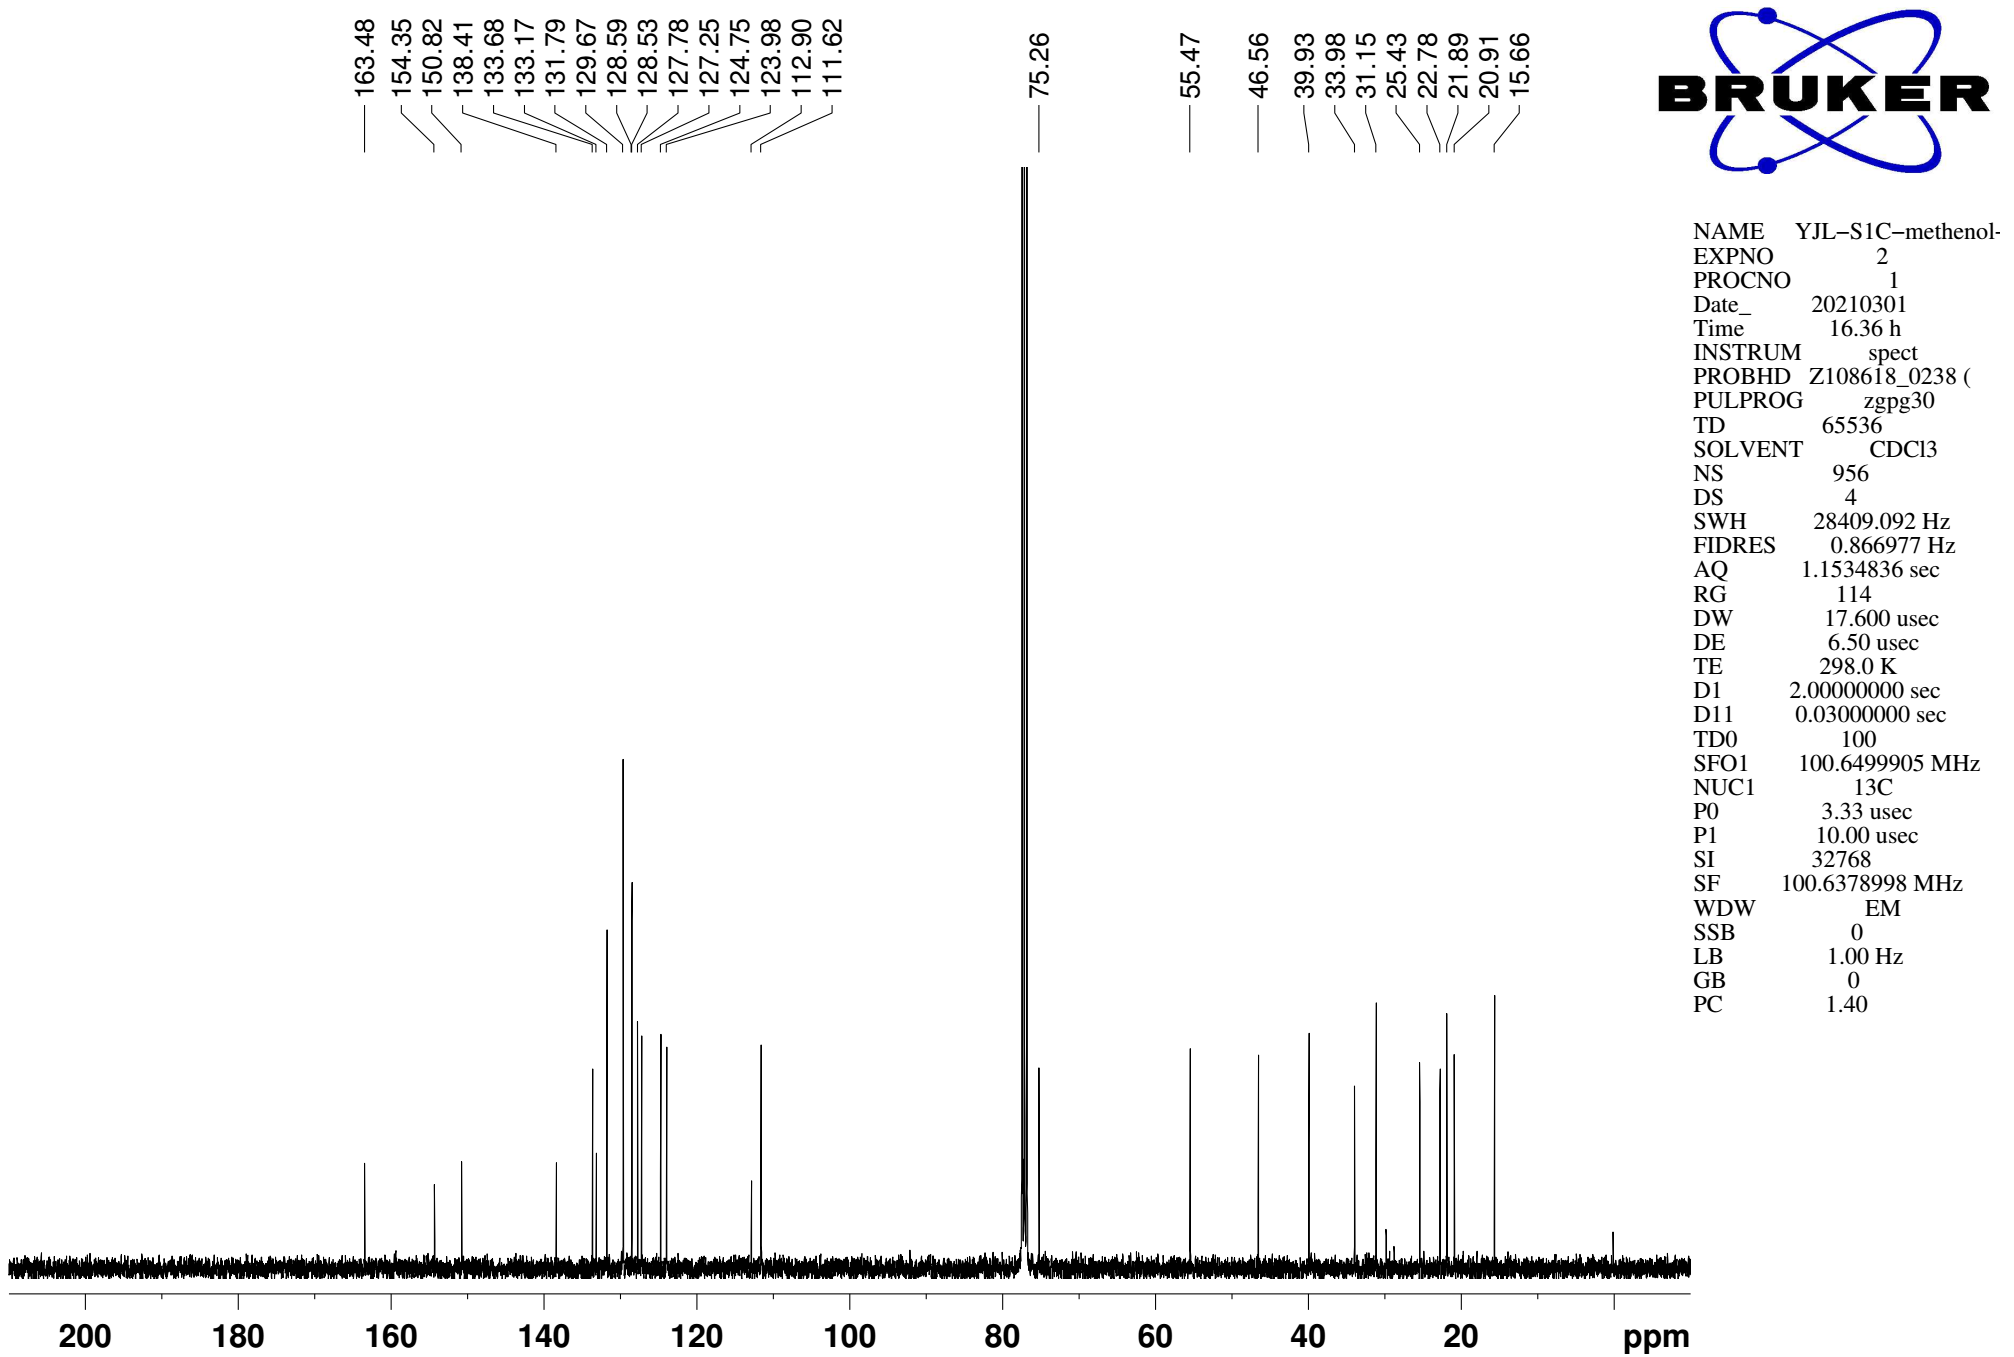 163.48
154.35
150.82
138.41
133.68
133.17
131.79
129.67
128.59
128.53
127.78
127.25
124.75
123.98
112.90
111.62
75.26
55.47
46.56
39.93
33.98
31.15
25.43
22.78
21.89
20.91
15.66
BRUKER
NAME YJL-S1C-methenol-
EXPNO 2
PROCNO 1
Date_ 20210301
Time 16.36 h
INSTRUM spect
PROBHD Z108618_0238 (
PULPROG zgpg30
TD 65536
SOLVENT CDCl3
NS 956
DS 4
SWH 28409.092 Hz
FIDRES 0.866977 Hz
AQ 1.1534836 sec
RG 114
DW 17.600 usec
DE 6.50 usec
TE 298.0 K
D1 2.00000000 sec
D11 0.03000000 sec
TD0 100
SFO1 100.6499905 MHz
NUC1 13C
P0 3.33 usec
P1 10.00 usec
SI 32768
SF 100.6378998 MHz
WDW EM
SSB 0
LB 1.00 Hz
GB 0
PC 1.40
200 180 160 140 120 100 80 60 40 20 ppm